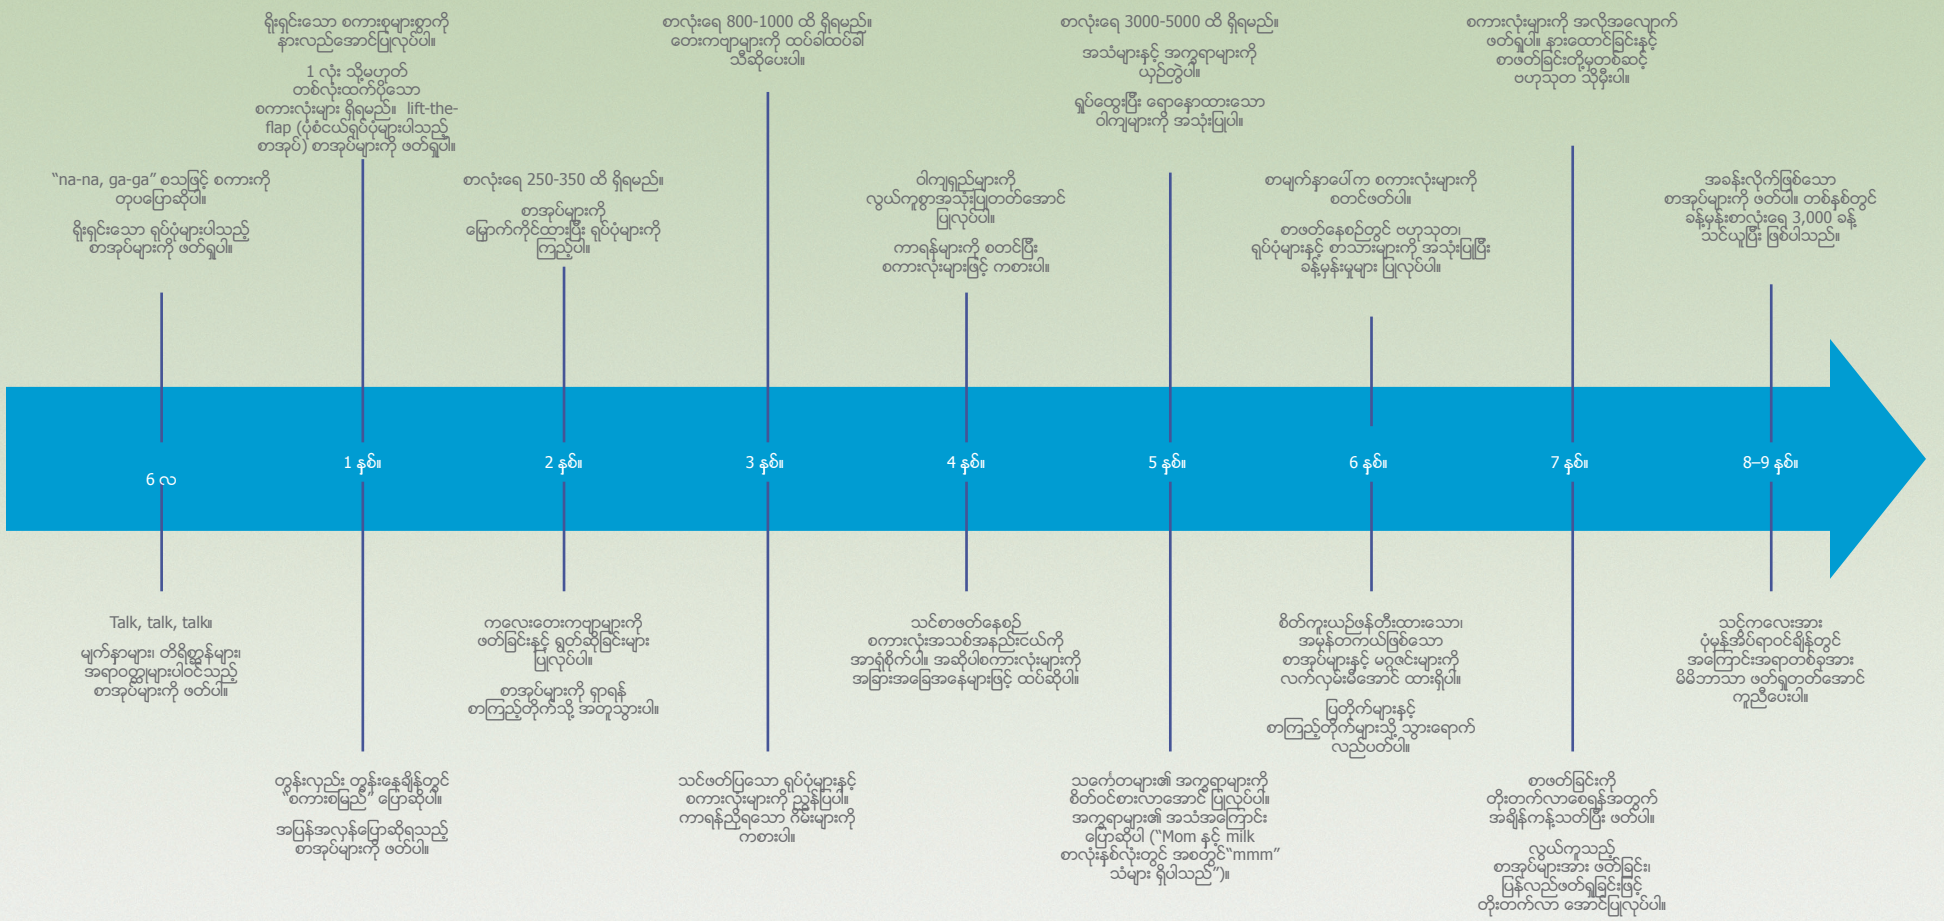 “na-na, ga-ga” စသဖြင့် စကားကို
တုပပြောဆိုပါ။
ရိုးရှင်းသော ရုပ်ပုံများပါသည့်
စာအုပ်များကို ဖတ်ရှုပါ။
6 လ
Talk, talk, talk။
မျက်နှာများ၊ တိရိစ္ဆာန်များ၊
အရာဝတ္ထုများပါဝင်သည့်
စာအုပ်များကို ဖတ်ပါ။
ရိုးရှင်းသော စကားစုများစွာကို
နားလည်အောင်ပြုလုပ်ပါ။
1 လုံး သို့မဟုတ်
တစ်လုံးထက်ပိုသော
စကားလုံးများ ရှိရမည်။ lift-the-
flap (ပုံစံငယ်ရုပ်ပုံများပါသည့်
စာအုပ်) စာအုပ်များကို ဖတ်ရှုပါ။
1 နှစ်။
တွန်းလှည်း တွန်းနေချိန်တွင်
“စကားစမြည်” ပြောဆိုပါ။
အပြန်အလှန်ပြောဆိုရသည့်
စာအုပ်များကို ဖတ်ပါ။
စာလုံးရေ 250-350 ထိ ရှိရမည်။
စာအုပ်များကို
မြှောက်ကိုင်ထားပြီး ရုပ်ပုံများကို
ကြည့်ပါ။
2 နှစ်။
ကလေးတေးကဗျာများကို
ဖတ်ခြင်းနှင့် ရွတ်ဆိုခြင်းများ
ပြုလုပ်ပါ။
စာအုပ်များကို ရှာရန်
စာကြည့်တိုက်သို့ အတူသွားပါ။
စာလုံးရေ 800-1000 ထိ ရှိရမည်။
တေးကဗျာများကို ထပ်ခါထပ်ခါ
သီဆိုပေးပါ။
3 နှစ်။
သင်ဖတ်ပြသော ရုပ်ပုံများနှင့်
စကားလုံးများကို ညွှန်ပြပါ။
ကာရန်ညီရသော ဂိမ်းများကို
ကစားပါ။
ဝါကျရှည်များကို
လွယ်ကူစွာအသုံးပြုတတ်အောင်
ပြုလုပ်ပါ။
ကာရန်များကို စတင်ပြီး
စကားလုံးများဖြင့် ကစားပါ။
4 နှစ်။
သင်စာဖတ်နေစဉ်
စကားလုံးအသစ်အနည်းငယ်ကို
အာရုံစိုက်ပါ။ အဆိုပါစကားလုံးများကို
အခြားအခြေအနေများဖြင့် ထပ်ဆိုပါ။
စာလုံးရေ 3000-5000 ထိ ရှိရမည်။
အသံများနှင့် အက္ခရာများကို
ယှဉ်တွဲပါ။
ရှုပ်ထွေးပြီး ရောနှောထားသော
ဝါကျများကို အသုံးပြုပါ။
5 နှစ်။
သင်္ကေတများ၏ အက္ခရာများကို
စိတ်ဝင်စားလာအောင် ပြုလုပ်ပါ။
အက္ခရာများ၏ အသံအကြောင်း
ပြောဆိုပါ (“Mom နှင့် milk
စာလုံးနှစ်လုံးတွင် အစတွင်“mmm”
သံများ ရှိပါသည်”)။
စာမျက်နှာပေါ်က စကားလုံးများကို
စတင်ဖတ်ပါ။
စာဖတ်နေစဉ်တွင် ဗဟုသုတ၊
ရုပ်ပုံများနှင့် စာသားများကို အသုံးပြုပြီး
ခန့်မှန်းမှုများ ပြုလုပ်ပါ။
6 နှစ်။
စိတ်ကူးယဉ်ဖန်တီးထားသော၊
အမှန်တကယ်ဖြစ်သော
စာအုပ်များနှင့် မဂ္ဂဇင်းများကို
လက်လှမ်းမီအောင် ထားရှိပါ။
ပြတိုက်များနှင့်
စာကြည့်တိုက်များသို့ သွားရောက်
လည်ပတ်ပါ။
စကားလုံးများကို အလိုအလျောက်
ဖတ်ရှုပါ။ နားထောင်ခြင်းနှင့်
စာဖတ်ခြင်းတို့မှတစ်ဆင့်
ဗဟုသုတ သိုမှီးပါ။
7 နှစ်။
စာဖတ်ခြင်းကို
တိုးတက်လာစေရန်အတွက်
အချိန်ကန့်သတ်ပြီး ဖတ်ပါ။
လွယ်ကူသည့်
စာအုပ်များအား ဖတ်ခြင်း၊
ပြန်လည်ဖတ်ရှုခြင်းဖြင့်
တိုးတက်လာ အောင်ပြုလုပ်ပါ။
အခန်းလိုက်ဖြစ်သော
စာအုပ်များကို ဖတ်ပါ။ တစ်နှစ်တွင်
ခန့်မှန်းစာလုံးရေ 3,000 ခန့်
သင်ယူပြီး ဖြစ်ပါသည်။
8–9 နှစ်။
သင့်ကလေးအား
ပုံမှန်အိပ်ရာဝင်ချိန်တွင်
အကြောင်းအရာတစ်ခုအား
မိမိဘာသာ ဖတ်ရှုတတ်အောင်
ကူညီပေးပါ။